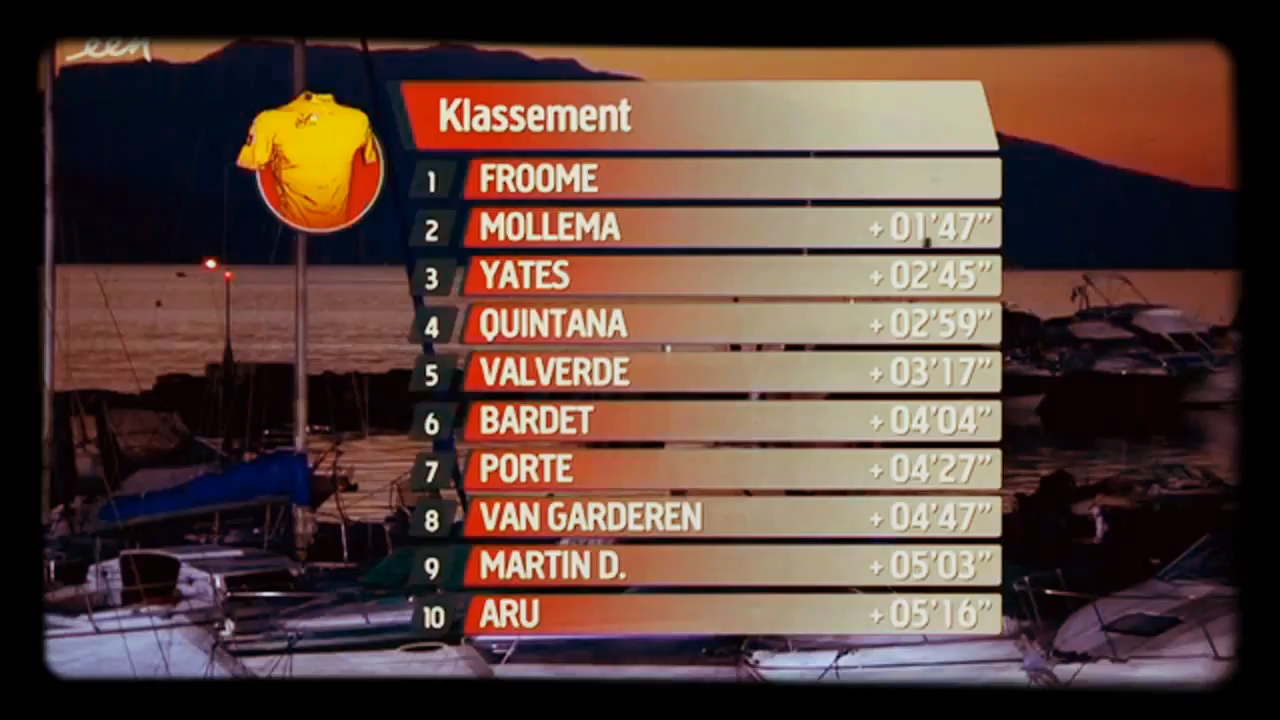 een
Klassement
1 FROOME
2 MOLLEMA + 01'47"
3 YATES + 02'45"
4 QUINTANA + 02'59"
5 VALVERDE + 03'17"
6 BARDET + 04'04"
7 PORTE + 04'27"
8 VAN GARDEREN + 04'47"
9 MARTIN D. + 05'03"
10 ARU + 05'16"